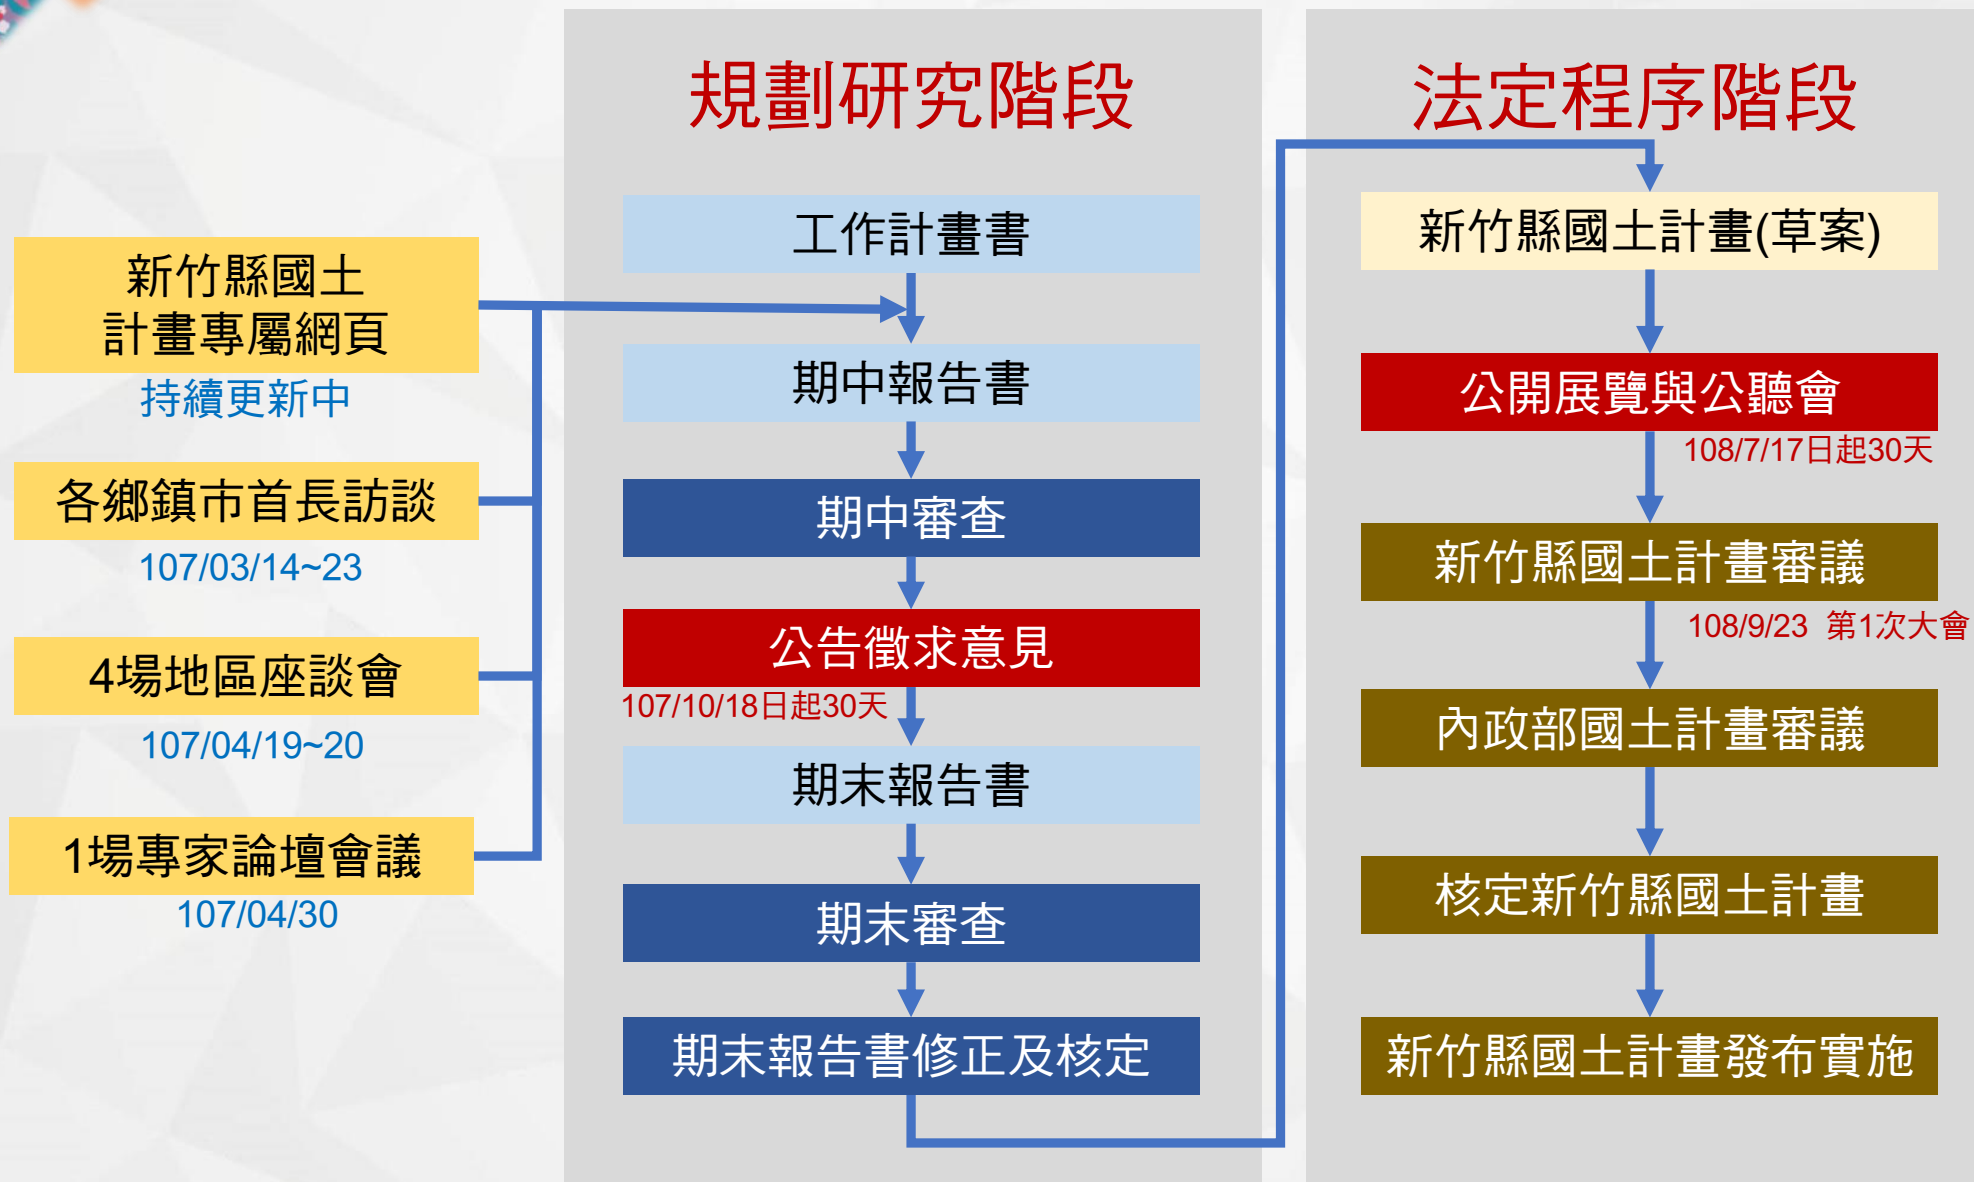 新竹縣國土
計畫專屬網頁
持續更新中
各鄉鎮市首長訪談
107/03/14~23
4場地區座談會
107/04/19~20
1場專家論壇會議
107/04/30
規劃研究階段
工作計畫書
期中報告書
期中審查
公告徵求意見
107/10/18日起30天
期末報告書
期末審查
期末報告書修正及核定
法定程序階段
新竹縣國土計畫(草案)
公開展覽與公聽會
108/7/17日起30天
新竹縣國土計畫審議
108/9/23 第1次大會
內政部國土計畫審議
核定新竹縣國土計畫
新竹縣國土計畫發布實施